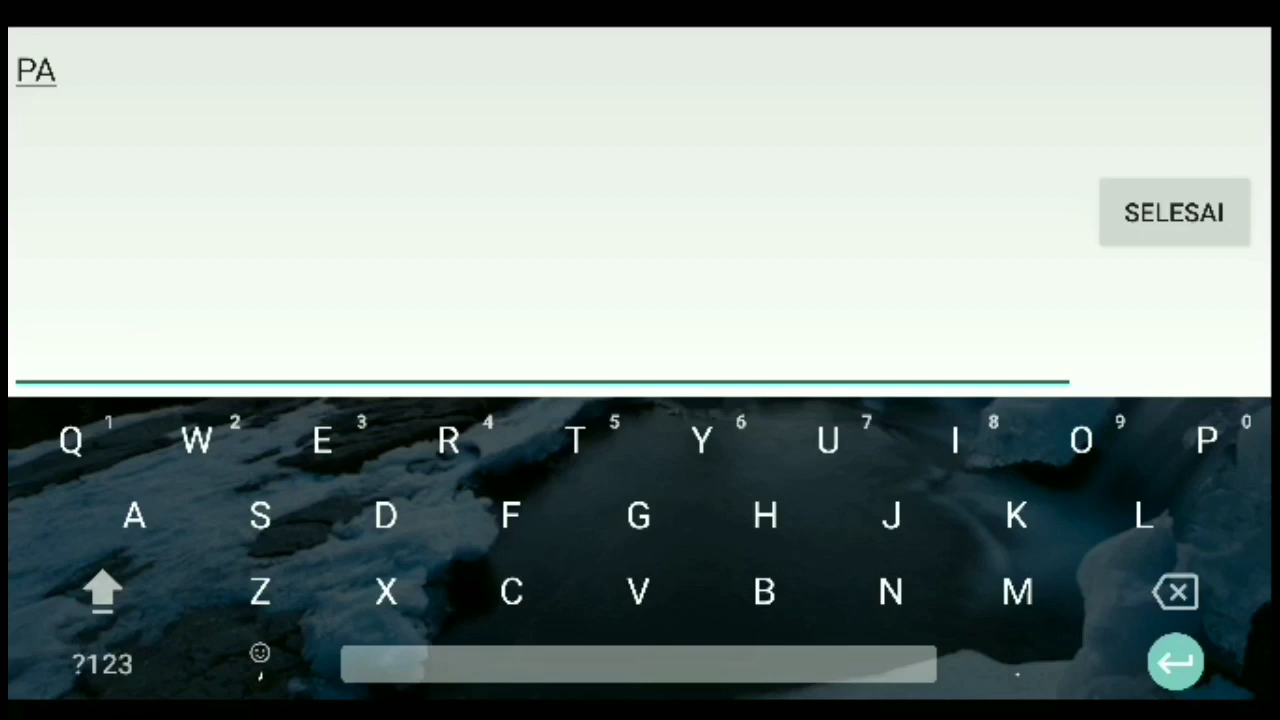 PA
SELESAI
Q 1 W 2 E 3 R 4 T 5 Y 6 U 7 I 8 O 9 P 0
A S D F G H J K L
Z X C V B N M
?123 , .